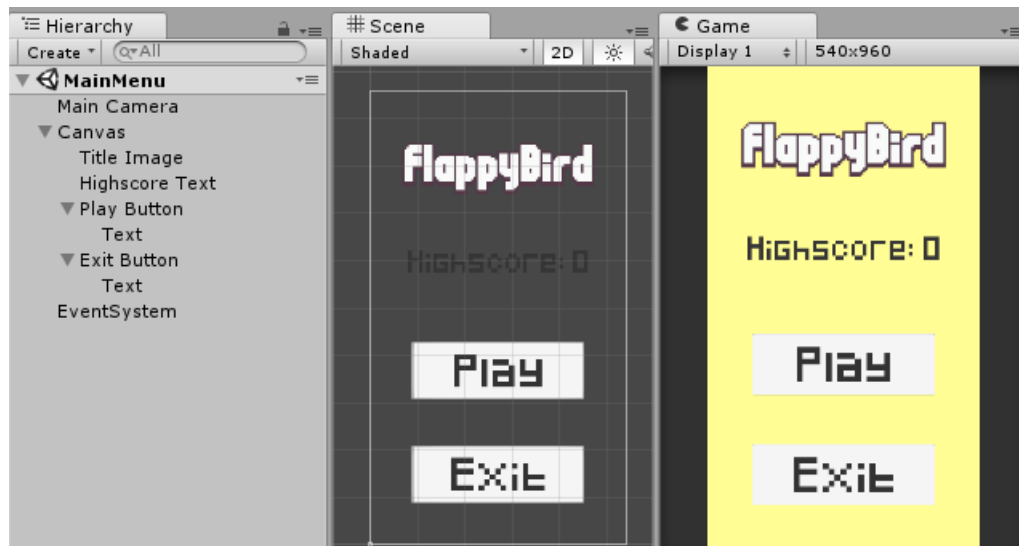 Hierarchy
Create
All
MainMenu
Main Camera
Canvas
Title Image
Highscore Text
Play Button
Text
Exit Button
Text
EventSystem
Scene
Shaded
2D
FlappyBird
Highscore: 0
Play
Exit
Game
Display 1
540x960
FlappyBird
Highscore: 0
Play
Exit